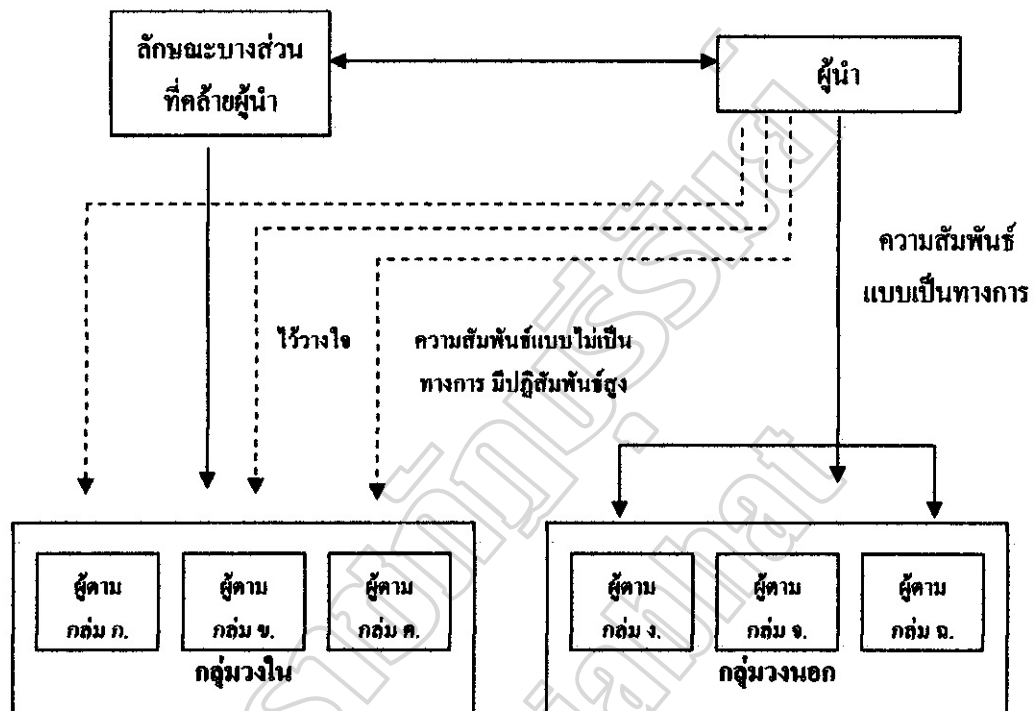 ลักษณะบางส่วน
ที่คล้ายผู้นำ
ผู้นำ
ความสัมพันธ์
แบบเป็นทางการ
ไว้วางใจ
ความสัมพันธ์แบบไม่เป็น
ทางการ มีปฏิสัมพันธ์สูง
ผู้ตาม
กลุ่ม ก.
ผู้ตาม
กลุ่ม ข.
ผู้ตาม
กลุ่ม ค.
กลุ่มวงใน
ผู้ตาม
กลุ่ม ง.
ผู้ตาม
กลุ่ม จ.
ผู้ตาม
กลุ่ม ฉ.
กลุ่มวงนอก